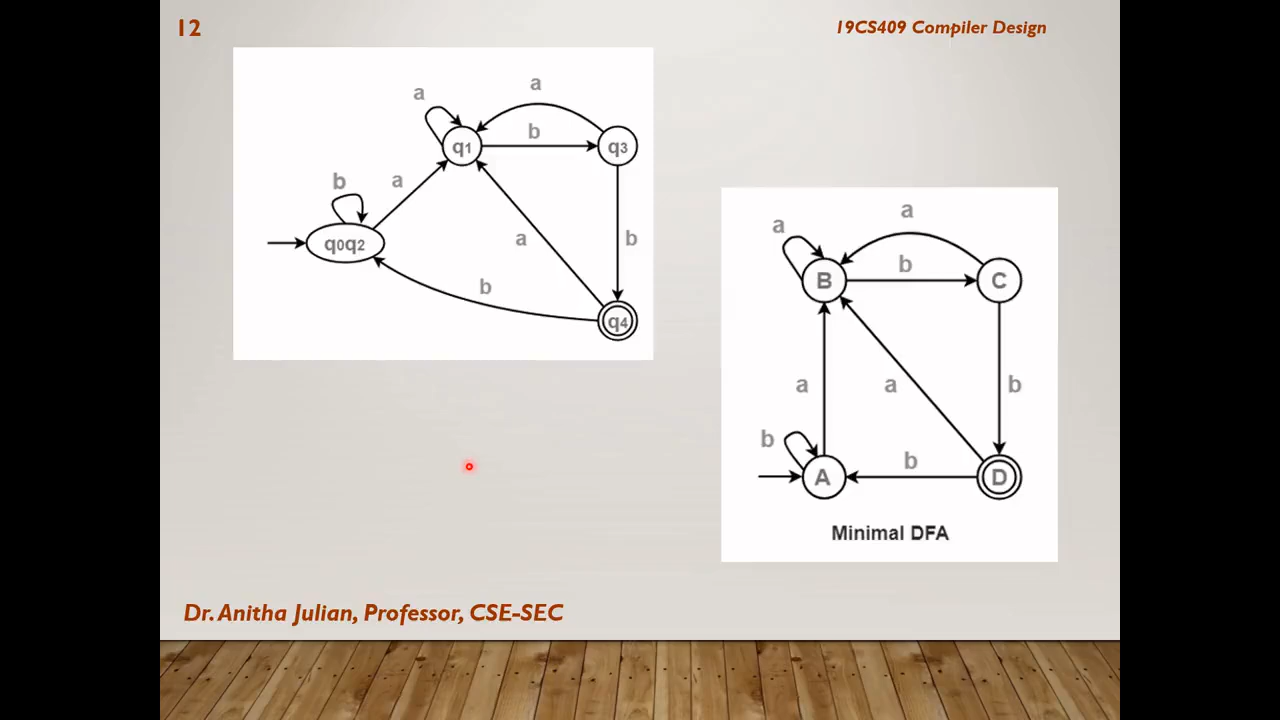 12
19CS409 Compiler Design
a
a
q1
b
q3
b
a
q0q2
a
b
b
q4
a
a
B
b
C
a
a
b
b
A
b
D
Minimal DFA
Dr. Anitha Julian, Professor, CSE-SEC